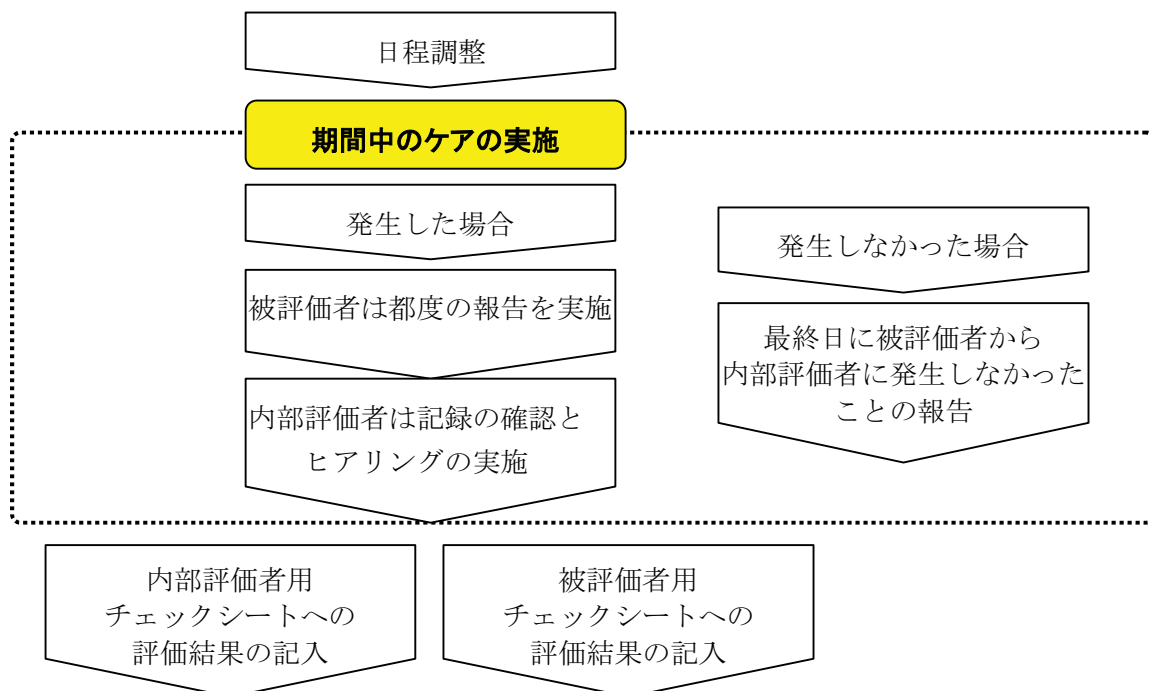 日程調整
期間中のケアの実施
発生した場合
被評価者は都度の報告を実施
内部評価者は記録の確認と
ヒアリングの実施
発生しなかった場合
最終日に被評価者から
内部評価者に発生しなかった
ことの報告
内部評価者用
チェックシートへの
評価結果の記入
被評価者用
チェックシートへの
評価結果の記入